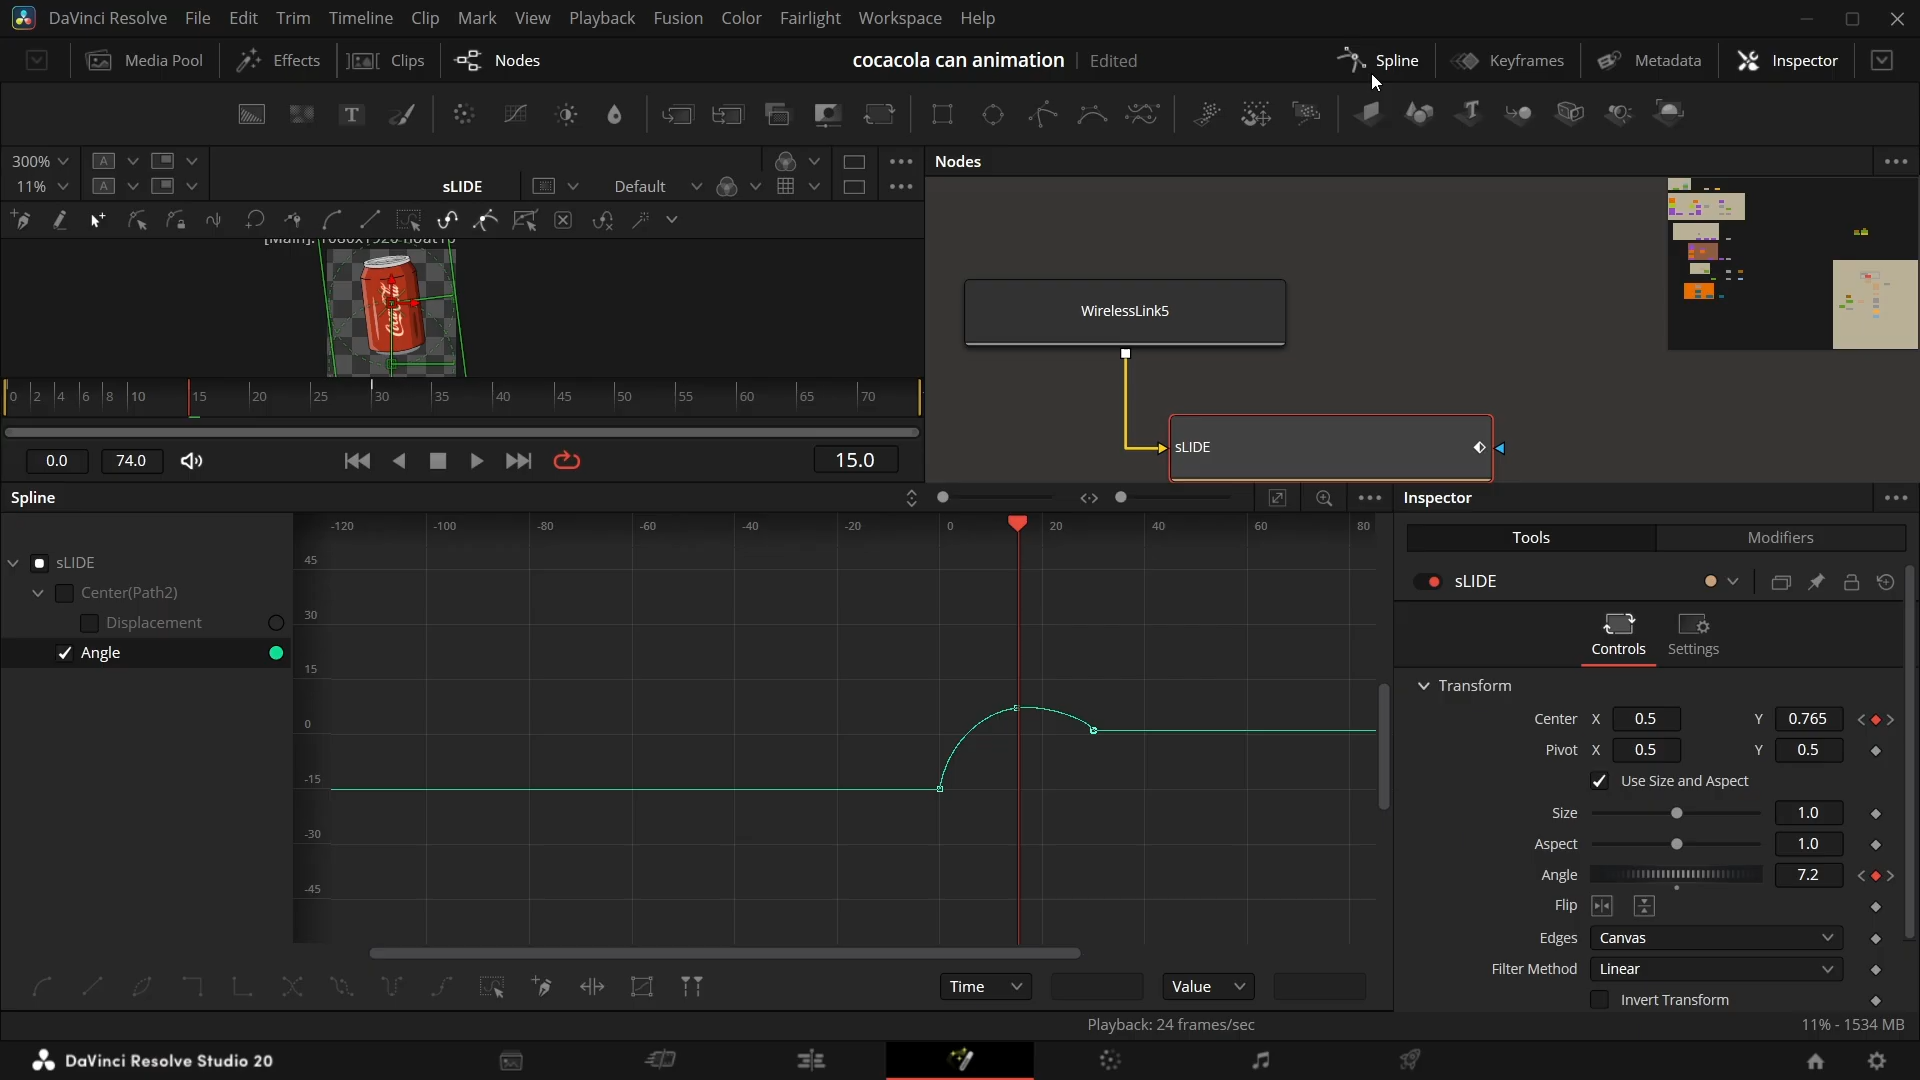 DaVinci Resolve File Edit Trim Timeline Clip Mark View Playback Fusion Color Fairlight Workspace Help
Media Pool Effects Clips Nodes cocacola can animation Edited Spline Keyframes Metadata Inspector
T T
300% A Nodes
11% A sLIDE Default
Coca-Cola
WirelessLink5
0 2 4 6 8 10 15 20 25 30 35 40 45 50 55 60 65 70
sLIDE
0.0 74.0 15.0
Spline Inspector
-120 -100 -80 -60 -40 -20 0 20 40 60 80
Tools Modifiers
45
sLIDE
sLIDE
Center(Path2)
30
Displacement
Controls Settings
Angle
15
Transform
0
Center X 0.5 Y 0.765
Pivot X 0.5 Y 0.5
-15
Use Size and Aspect
Size 1.0
-30
Aspect 1.0
Angle 7.2
-45
Flip
Edges Canvas
Filter Method Linear
Time Value
Invert Transform
Playback: 24 frames/sec 11% - 1534 MB
DaVinci Resolve Studio 20